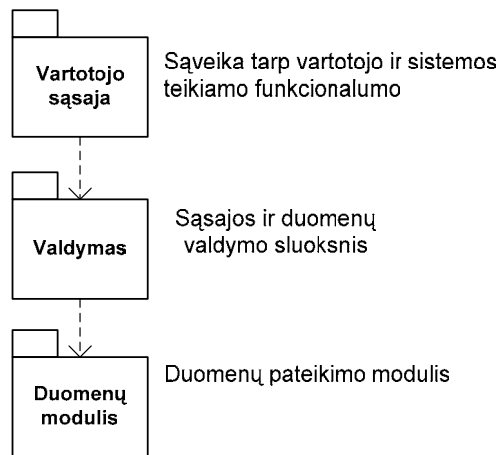 Vartotojo
sąsaja
Sąveika tarp vartotojo ir sistemos
teikiamo funkcionalumo
Valdymas
Sąsajos ir duomenų
valdymo sluoksnis
Duomenų
modulis
Duomenų pateikimo modulis